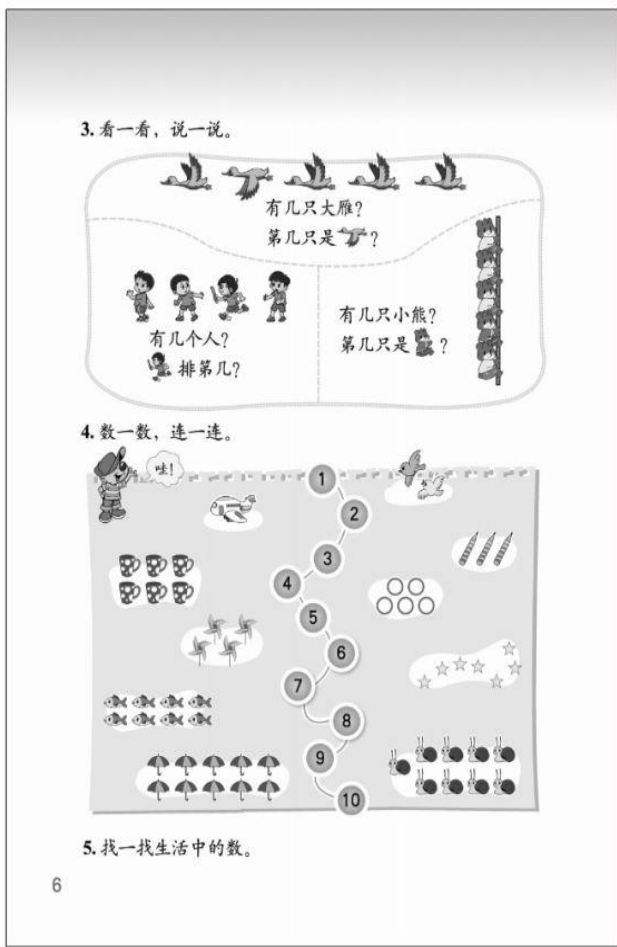 3. 看一看，说一说。
有几只大雁？
第几只是？
有几个人？
排第几？
有几只小熊？
第几只是？
4. 数一数，连一连。
哇！
1
2
3
4
5
6
7
8
9
10
5. 找一找生活中的数。
6